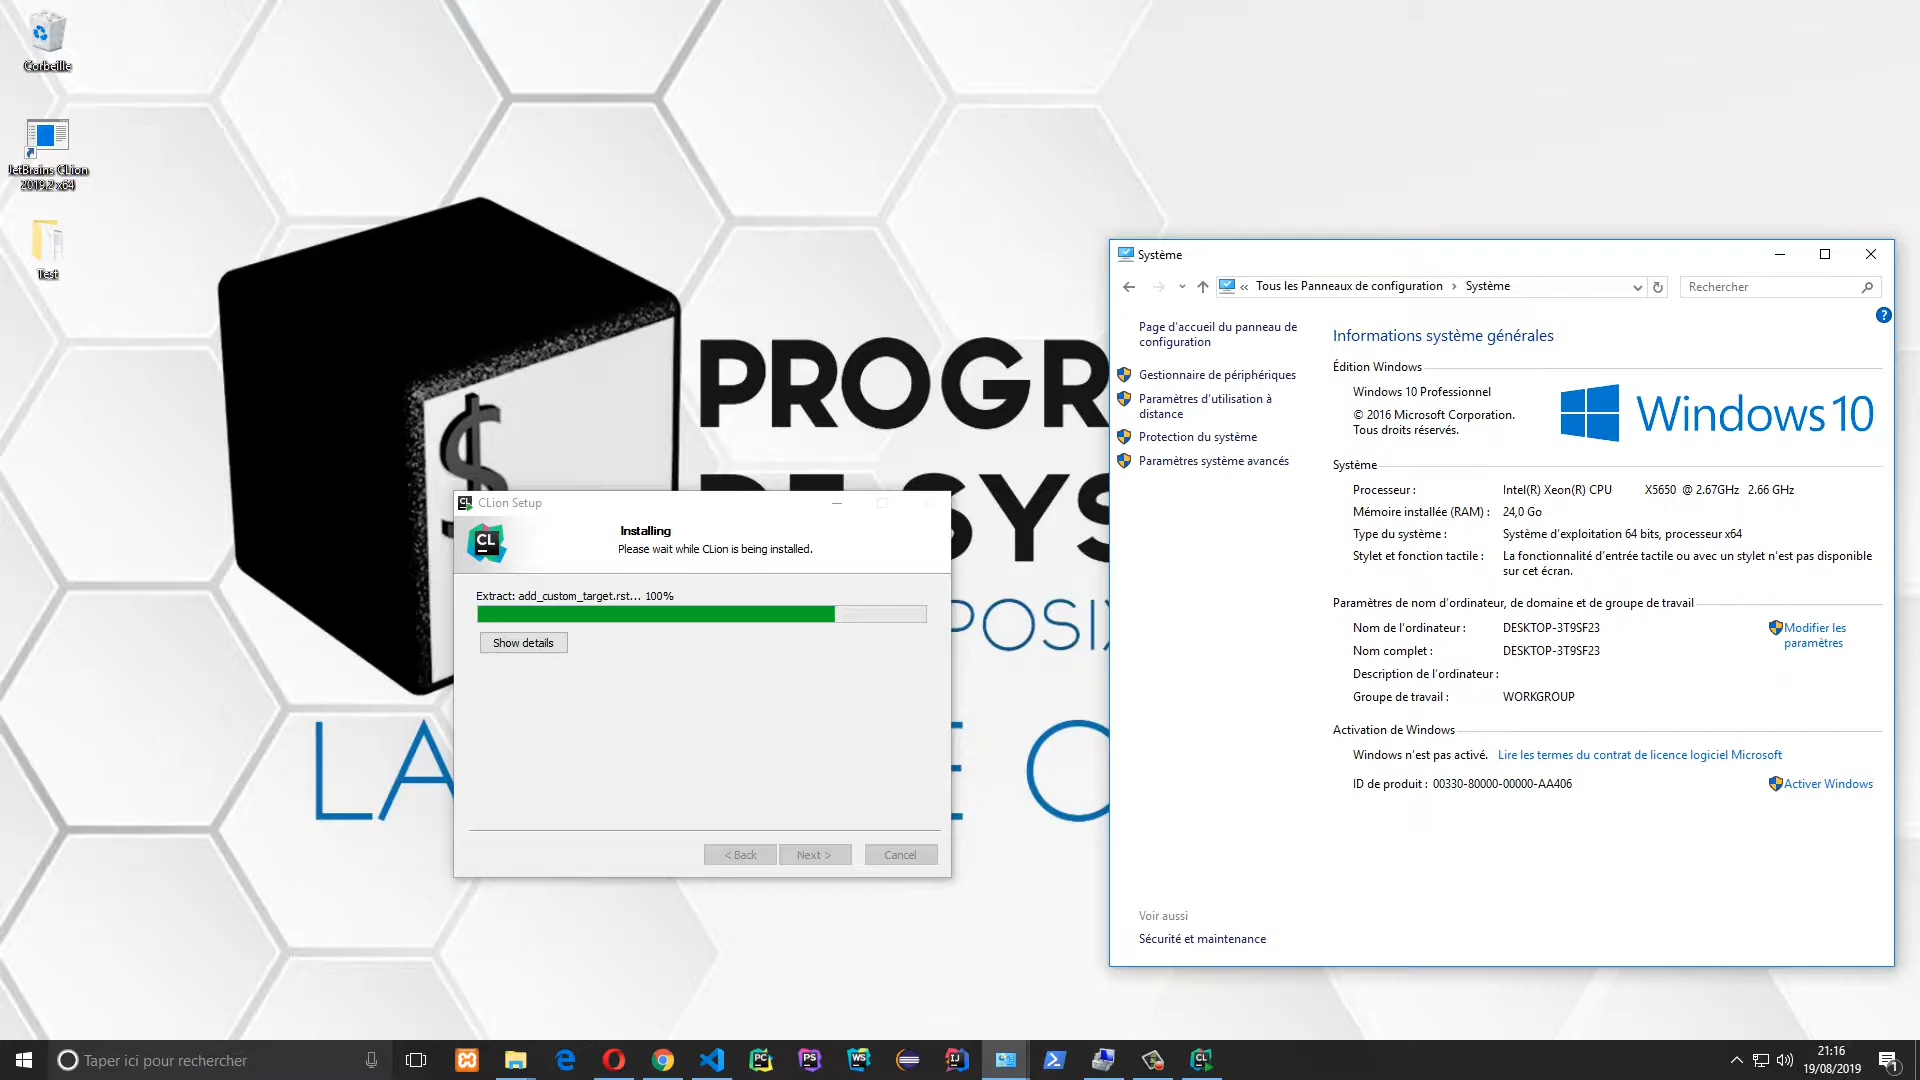 Corbeille
JetBrains CLion
2019.2 x64
Test
PROGR
DE SYS
POSIX
LA
E C
$
CLion Setup
CL
Installing
Please wait while CLion is being installed.
Extract: add_custom_target.rst... 100%
Show details
< Back
Next >
Cancel
Système
« Tous les Panneaux de configuration > Système
Rechercher
Page d'accueil du panneau de
configuration
Gestionnaire de périphériques
Paramètres d'utilisation à
distance
Protection du système
Paramètres système avancés
Voir aussi
Sécurité et maintenance
?
Informations système générales
Édition Windows
Windows 10 Professionnel
© 2016 Microsoft Corporation.
Tous droits réservés.
Windows 10
Système
Processeur : Intel(R) Xeon(R) CPU X5650 @ 2.67GHz 2.66 GHz
Mémoire installée (RAM) : 24,0 Go
Type du système : Système d'exploitation 64 bits, processeur x64
Stylet et fonction tactile : La fonctionnalité d'entrée tactile ou avec un stylet n'est pas disponible
sur cet écran.
Paramètres de nom d'ordinateur, de domaine et de groupe de travail
Nom de l'ordinateur : DESKTOP-3T9SF23
Modifier les
paramètres
Nom complet : DESKTOP-3T9SF23
Description de l'ordinateur :
Groupe de travail : WORKGROUP
Activation de Windows
Windows n'est pas activé. Lire les termes du contrat de licence logiciel Microsoft
ID de produit : 00330-80000-00000-AA406
Activer Windows
Taper ici pour rechercher
PC
PS
WS
IJ
CL
21:16
19/08/2019
1